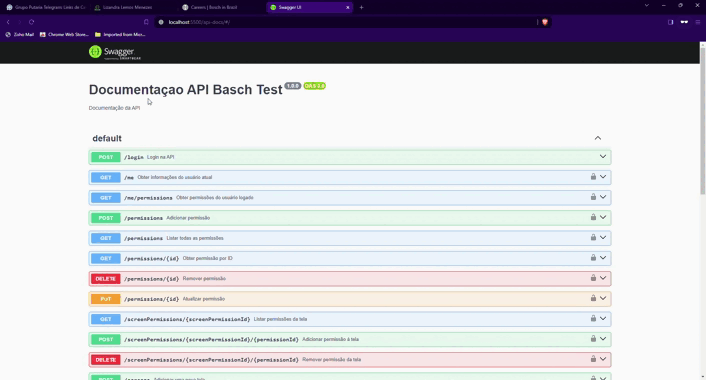 Grupo Putaria Telegram: Links de Ca
Lisandra Lemos Menezes
Careers | Bosch in Brazil
Swagger UI
localhost:5500/api-docs/#/
Zoho Mail
Chrome Web Store...
Imported from Micr...
Swagger.
Documentaçao API Basch Test 1.0.0 OAS 3.0
Documentação da API
default
POST /login Login na API
GET /me Obter informações do usuário atual
GET /me/permissions Obter permissões do usuário logado
POST /permissions Adicionar permissão
GET /permissions Listar todas as permissões
GET /permissions/{id} Obter permissão por ID
DELETE /permissions/{id} Remover permissão
PUT /permissions/{id} Atualizar permissão
GET /screenPermissions/{screenPermissionId} Listar permissões da tela
POST /screenPermissions/{screenPermissionId}/{permissionId} Adicionar permissão à tela
DELETE /screenPermissions/{screenPermissionId}/{permissionId} Remover permissão da tela